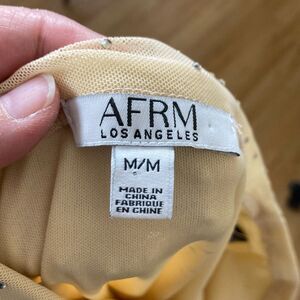 AFRM
LOS ANGELES
M/M
MADE IN
CHINA
FABRIQUE
EN CHINE